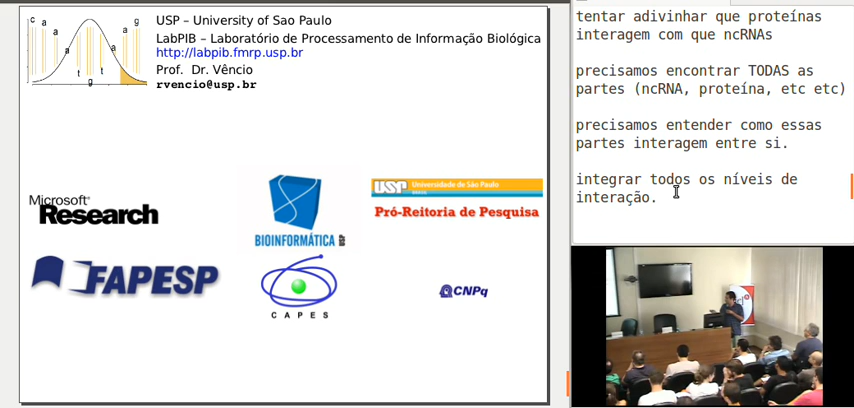 USP – University of Sao Paulo
LabPIB – Laboratório de Processamento de Informação Biológica
http://labpib.fmrp.usp.br
Prof. Dr. Vêncio
rvencio@usp.br
c a a a t g t a a g
Microsoft
Research
BIOINFORMÁTICA USP
USP Universidade de São Paulo
BRASIL
Pró-Reitoria de Pesquisa
FAPESP
CAPES
CNPq
tentar adivinhar que proteínas
interagem com que ncRNAs
precisamos encontrar TODAS as
partes (ncRNA, proteína, etc etc)
precisamos entender como essas
partes interagem entre si.
integrar todos os níveis de
interação.